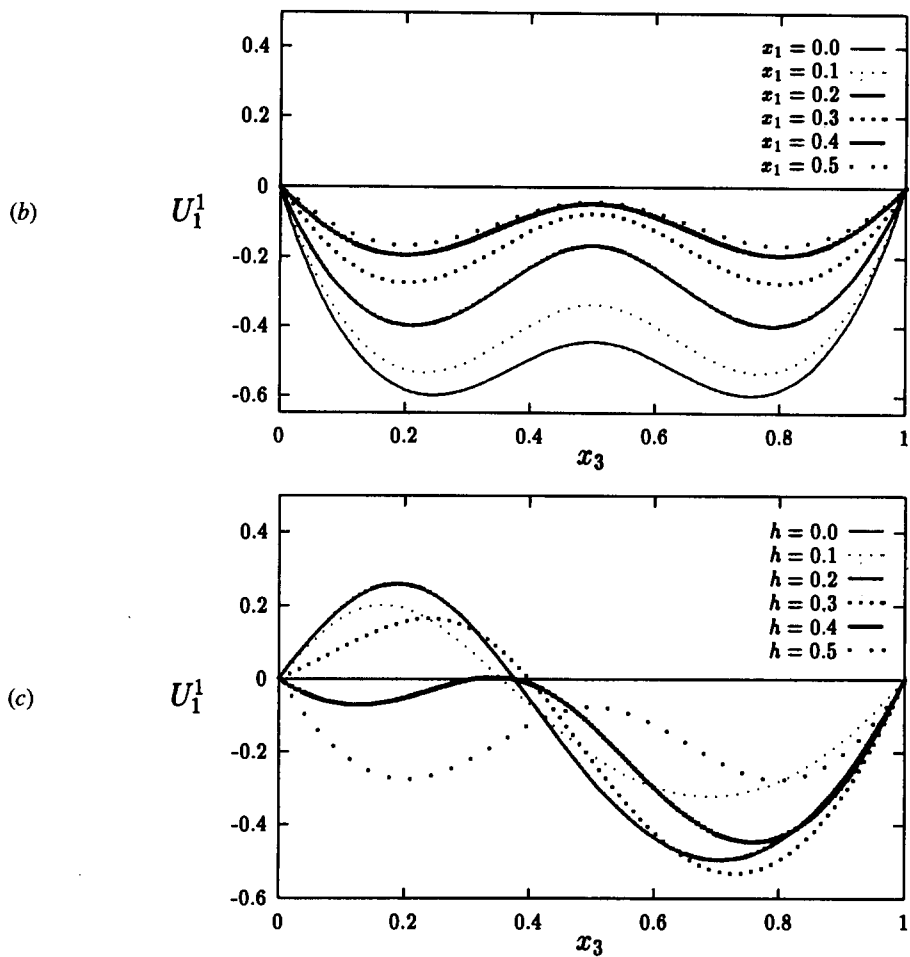 (b)
U_1^1
0.4
0.2
0
-0.2
-0.4
-0.6
x_1 = 0.0
x_1 = 0.1
x_1 = 0.2
x_1 = 0.3
x_1 = 0.4
x_1 = 0.5
0 0.2 0.4 0.6 0.8 1
x_3
(c)
U_1^1
0.4
0.2
0
-0.2
-0.4
-0.6
h = 0.0
h = 0.1
h = 0.2
h = 0.3
h = 0.4
h = 0.5
0 0.2 0.4 0.6 0.8 1
x_3